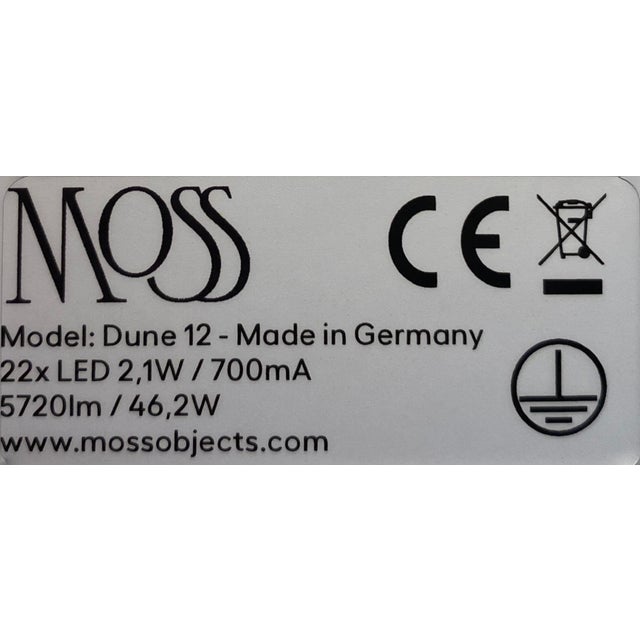 MOSS
CE
Model: Dune 12 - Made in Germany
22x LED 2,1W / 700mA
5720lm / 46,2W
www.mossobjects.com